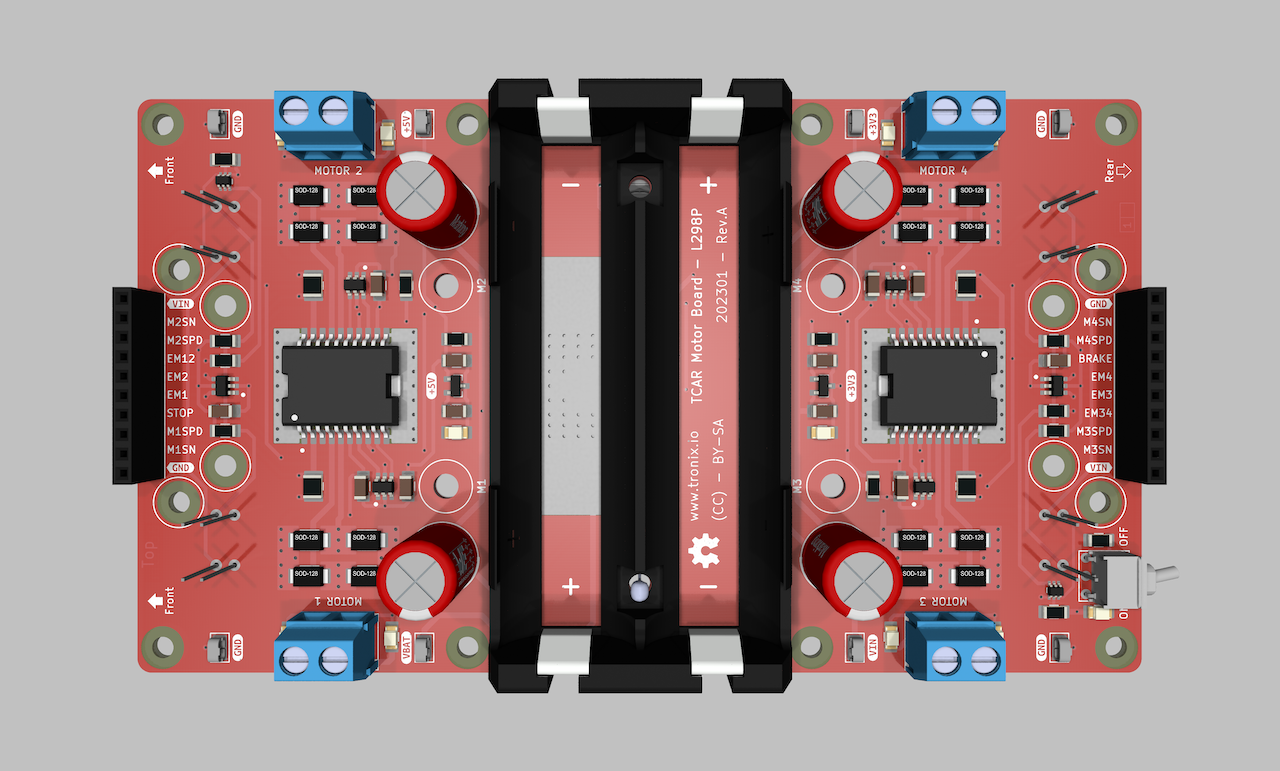 GND
+5V
+3V3
GND
Front
MOTOR 2
MOTOR 4
Rear
SOD-128
SOD-128
SOD-128
SOD-128
SOD-128
SOD-128
SOD-128
SOD-128
−
+
M2
M4
VIN
M2SN
M2SPD
EM12
EM2
EM1
STOP
M1SPD
M1SN
GND
+5V
TCAR Motor Board - L298P
202301 - Rev.A
www.tronix.io
(CC) - BY-SA
+3V3
GND
M4SN
M4SPD
BRAKE
EM4
EM3
EM34
M3SPD
M3SN
VIN
M1
M3
SOD-128
SOD-128
SOD-128
SOD-128
SOD-128
SOD-128
SOD-128
SOD-128
Top
OFF
+
−
Front
MOTOR 1
MOTOR 3
GND
VBAT
VIN
GND